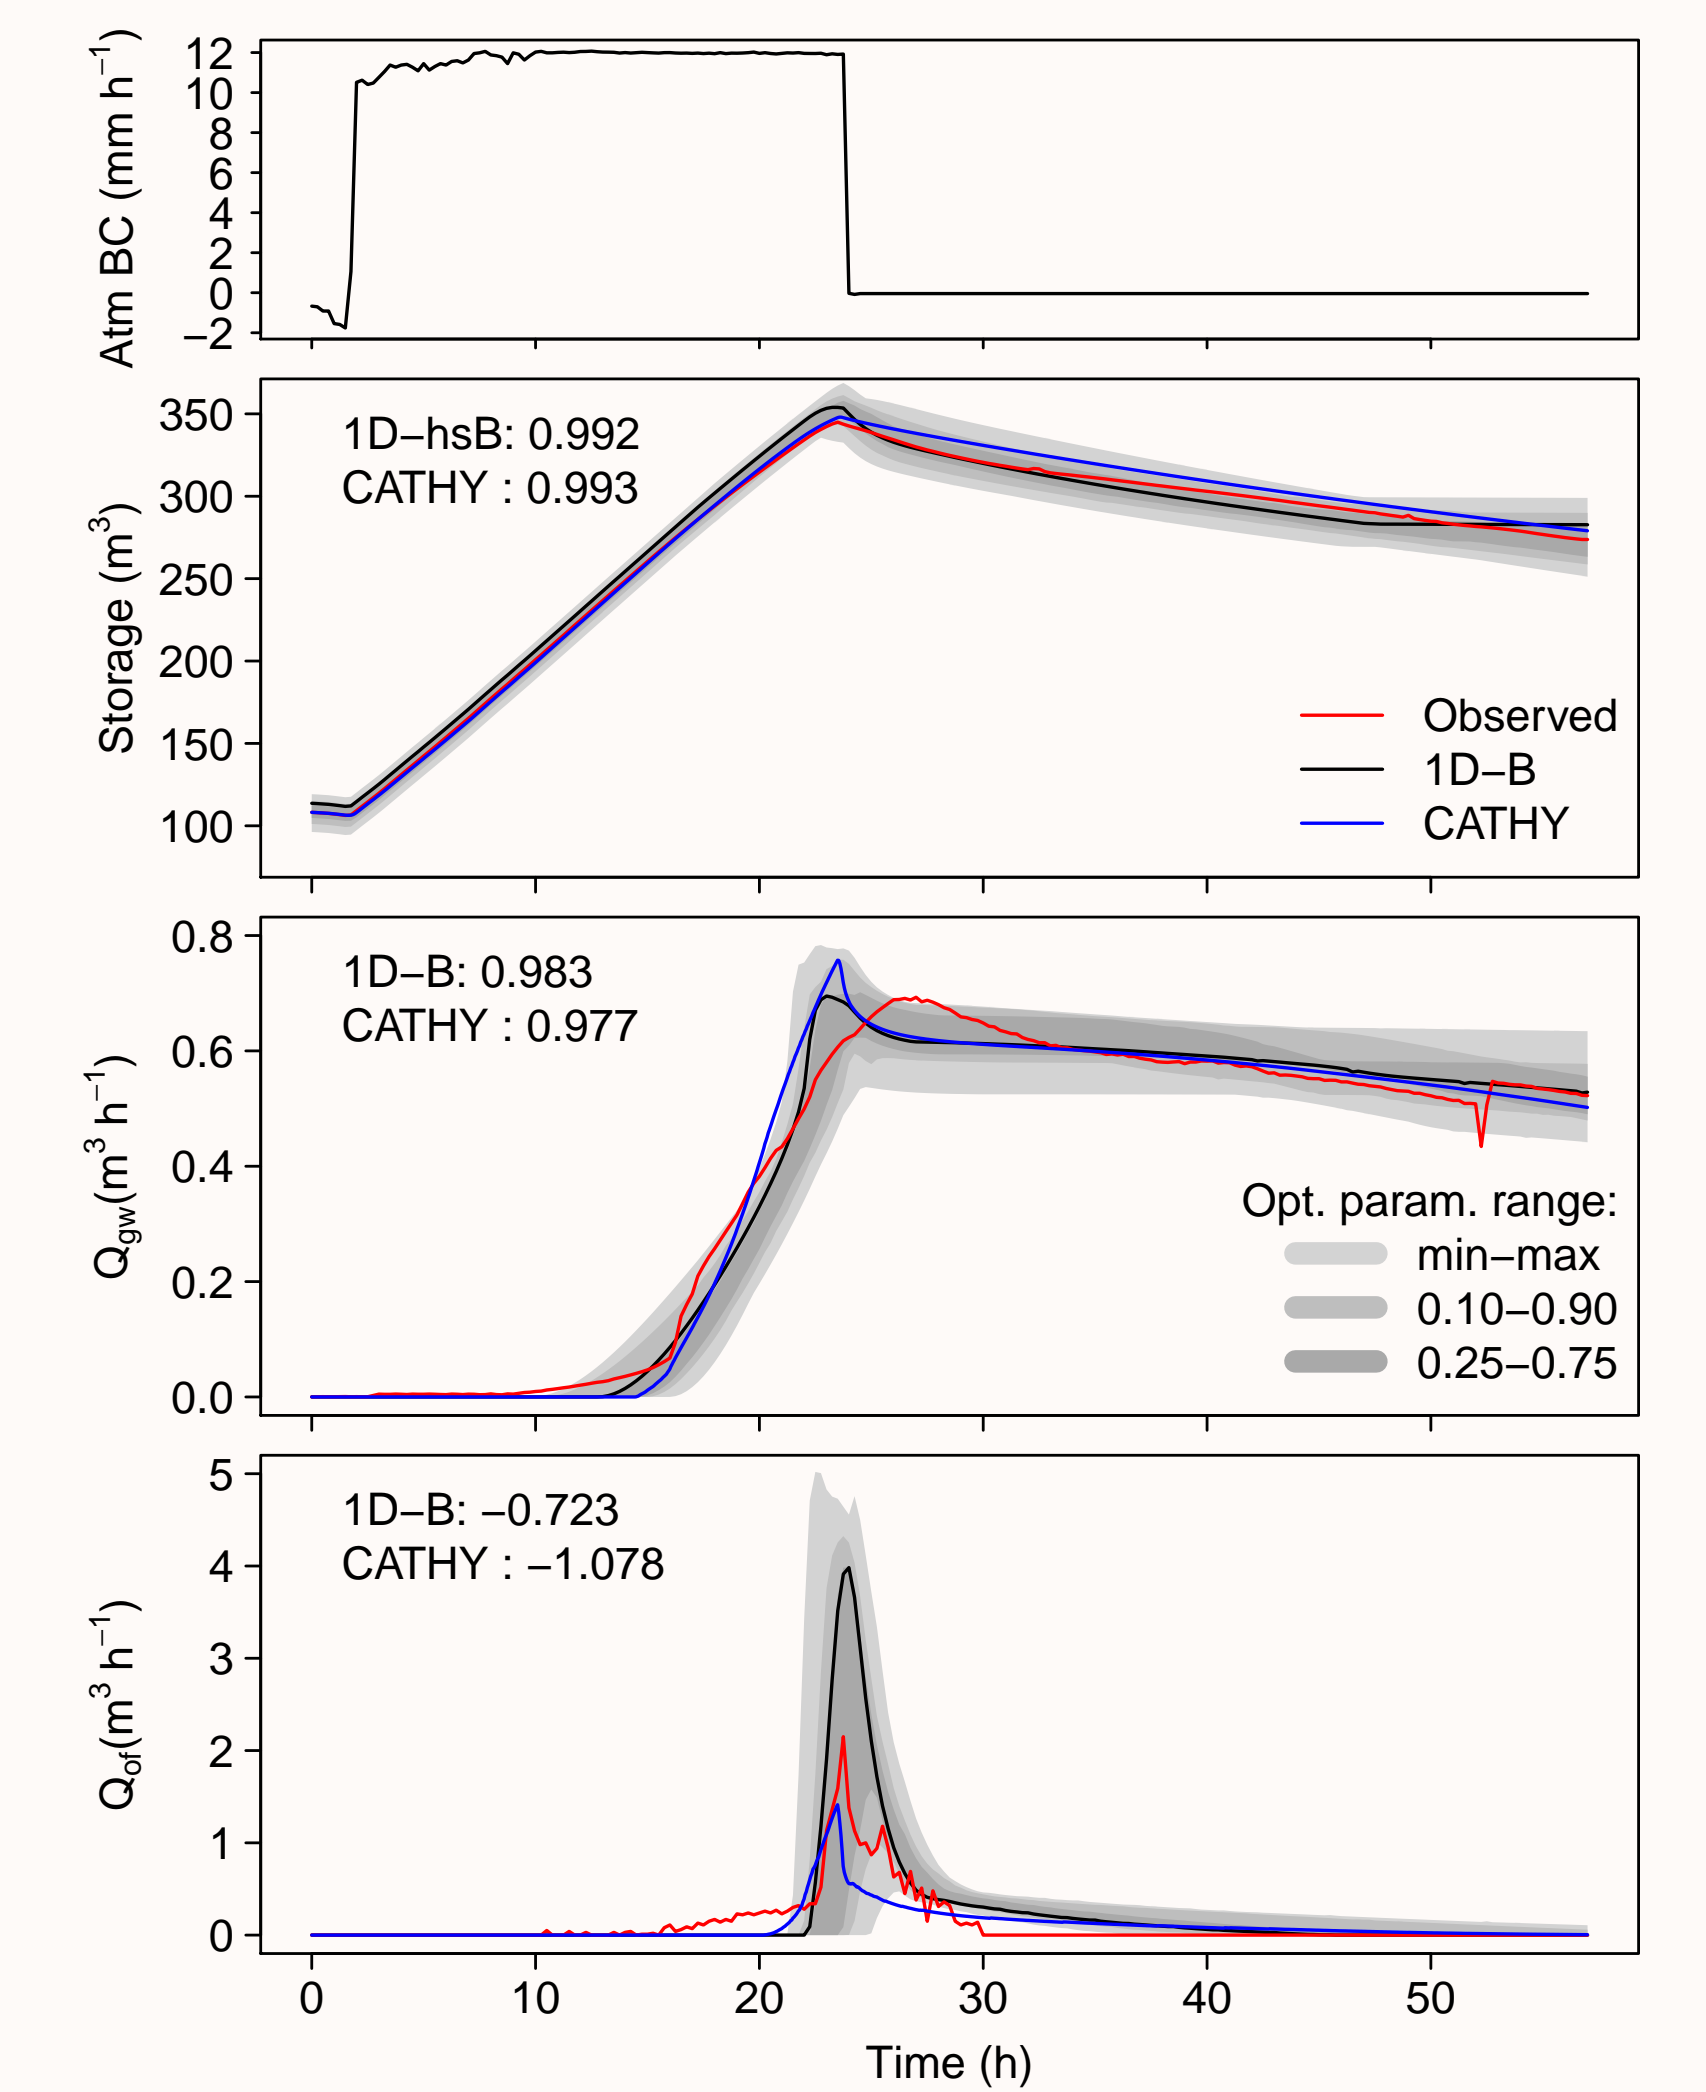 Atm BC (mm h⁻¹)
12
10
8
6
4
2
0
−2
Storage (m³)
350
300
250
200
150
100
1D−hsB: 0.992
CATHY : 0.993
Observed
1D−B
CATHY
Qgw(m³ h⁻¹)
0.8
0.6
0.4
0.2
0.0
1D−B: 0.983
CATHY : 0.977
Opt. param. range:
min−max
0.10−0.90
0.25−0.75
Qof(m³ h⁻¹)
5
4
3
2
1
0
1D−B: −0.723
CATHY : −1.078
0 10 20 30 40 50
Time (h)